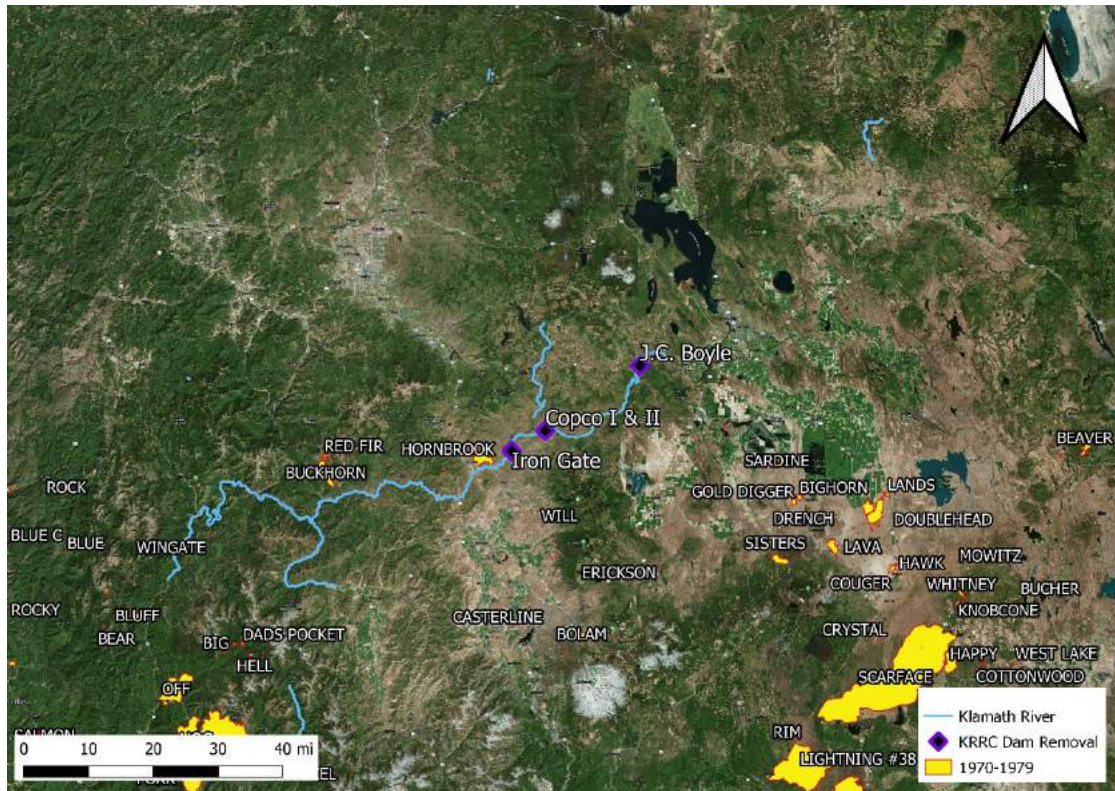 J.C. Boyle
Copco I & II
RED FIR
HORNBROOK
Iron Gate
BEAVER
BUCKHORN
SARDINE
ROCK
GOLD DIGGER
BIGHORN
LANDS
WILL
DRENCH
DOUBLEHEAD
BLUE C
BLUE
WINGATE
SISTERS
LAVA
MOWITZ
ERICKSON
HAWK
COUGER
WHITNEY
BUCHER
ROCKY
BLUFF
CASTERLINE
KNOBCONE
BEAR
BIG
DADS POCKET
BOLAM
CRYSTAL
HELL
HAPPY
WEST LAKE
SCARFACE
COTTONWOOD
OFF
Klamath River
SALMON
RIM
KRRC Dam Removal
0 10 20 30 40 mi
LIGHTNING #38
1970-1979